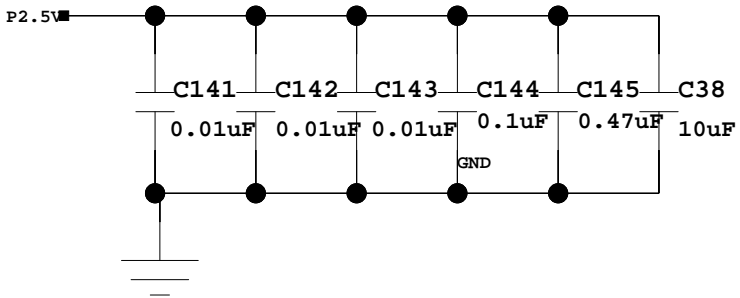 P2.5V
C141 C142 C143 C144 C145 C38
0.01uF 0.01uF 0.01uF 0.1uF 0.47uF 10uF
GND